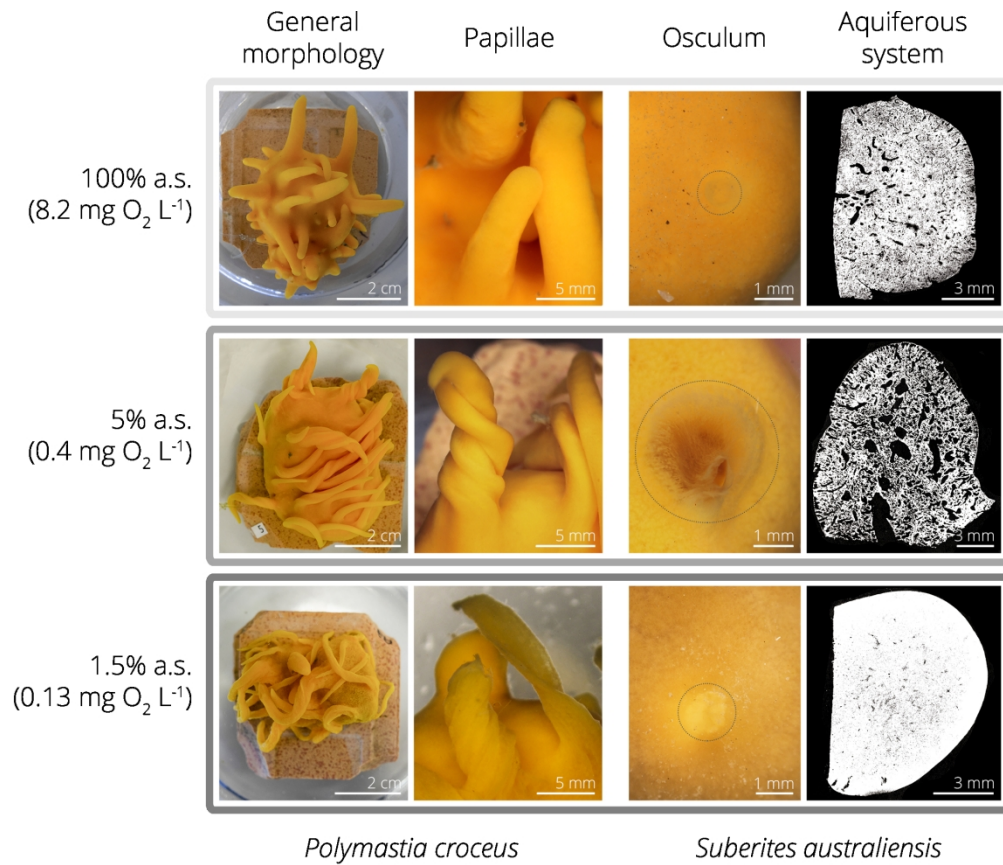 General
morphology
Papillae
Osculum
Aquiferous
system
100% a.s.
(8.2 mg O₂ L⁻¹)
2 cm
5 mm
1 mm
3 mm
5% a.s.
(0.4 mg O₂ L⁻¹)
5
2 cm
5 mm
1 mm
3 mm
1.5% a.s.
(0.13 mg O₂ L⁻¹)
2 cm
5 mm
1 mm
3 mm
Polymastia croceus
Suberites australiensis